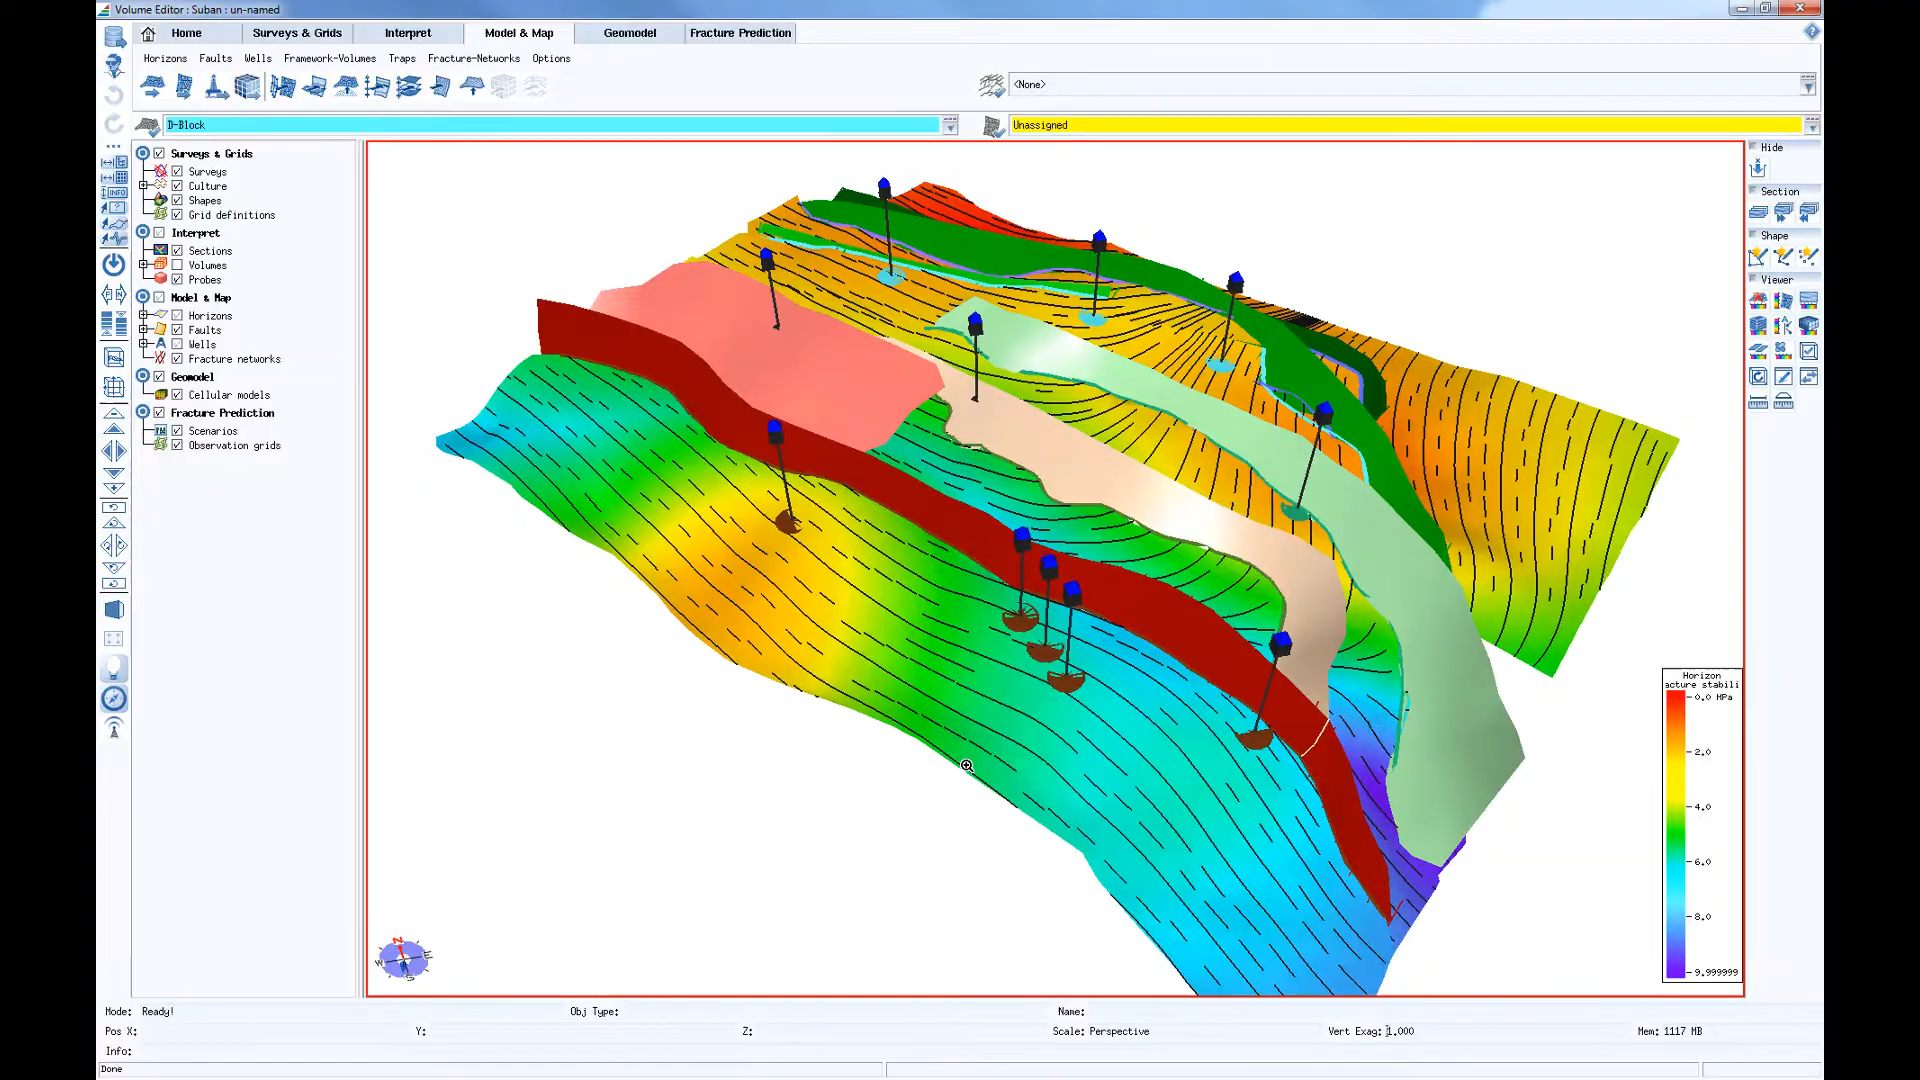 Volume Editor : Suban : un-named
Home
Surveys & Grids
Interpret
Model & Map
Geomodel
Fracture Prediction
Horizons
Faults
Wells
Framework-Volumes
Traps
Fracture-Networks
Options
<None>
D-Block
Unassigned
INFO
Surveys & Grids
Surveys
Culture
Shapes
Grid definitions
Interpret
Sections
Volumes
Probes
Model & Map
Horizons
Faults
Wells
Fracture networks
Geomodel
Cellular models
Fracture Prediction
Scenarios
Observation grids
Hide
Section
Shape
Viewer
Horizon
acture stabili
0.0 MPa
2.0
4.0
6.0
8.0
9.999999
N
W
E
S
Mode: Ready!
Obj Type:
Name:
Pos X:
Y:
Z:
Scale: Perspective
Vert Exag: 1.000
Mem: 1117 MB
Info:
Done